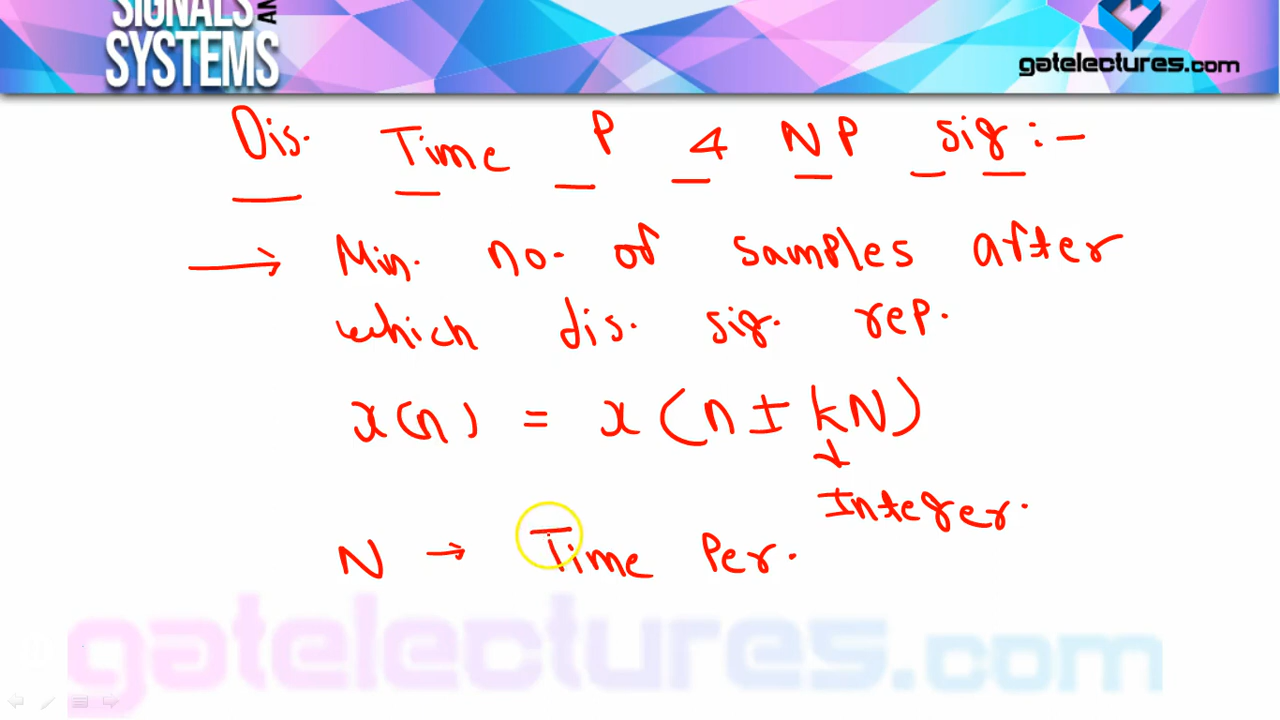 SIGNALS AND
SYSTEMS
gatelectures.com
Dis. Time P & NP sig :-
→ Min. no. of samples after
which dis. sig. rep.
x(n) = x(n ± kN)
↓
Integer.
N → Time Per.
gatelectures.com